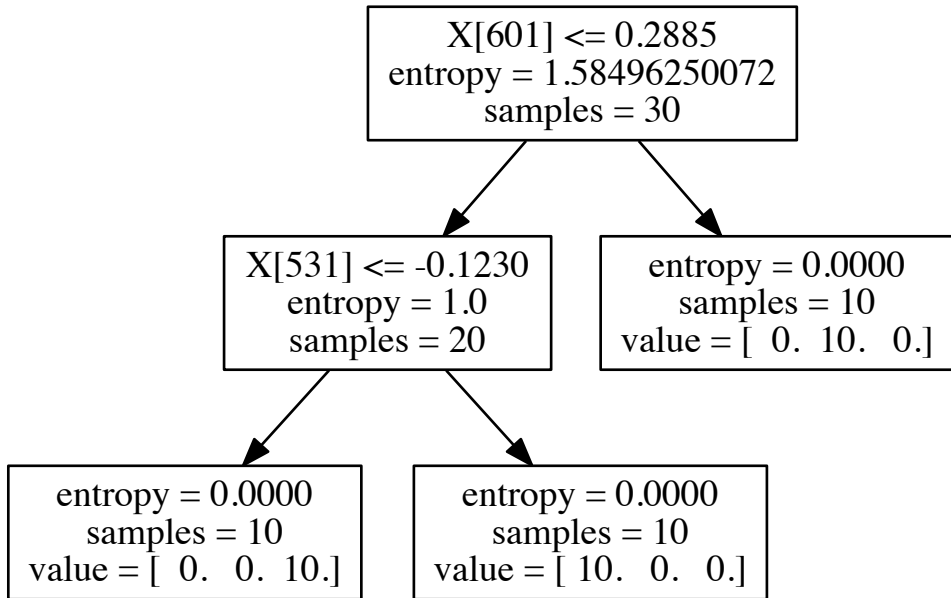 X[601] <= 0.2885
entropy = 1.58496250072
samples = 30
X[531] <= -0.1230
entropy = 1.0
samples = 20
entropy = 0.0000
samples = 10
value = [  0.  10.   0.]
entropy = 0.0000
samples = 10
value = [  0.   0.  10.]
entropy = 0.0000
samples = 10
value = [ 10.   0.   0.]